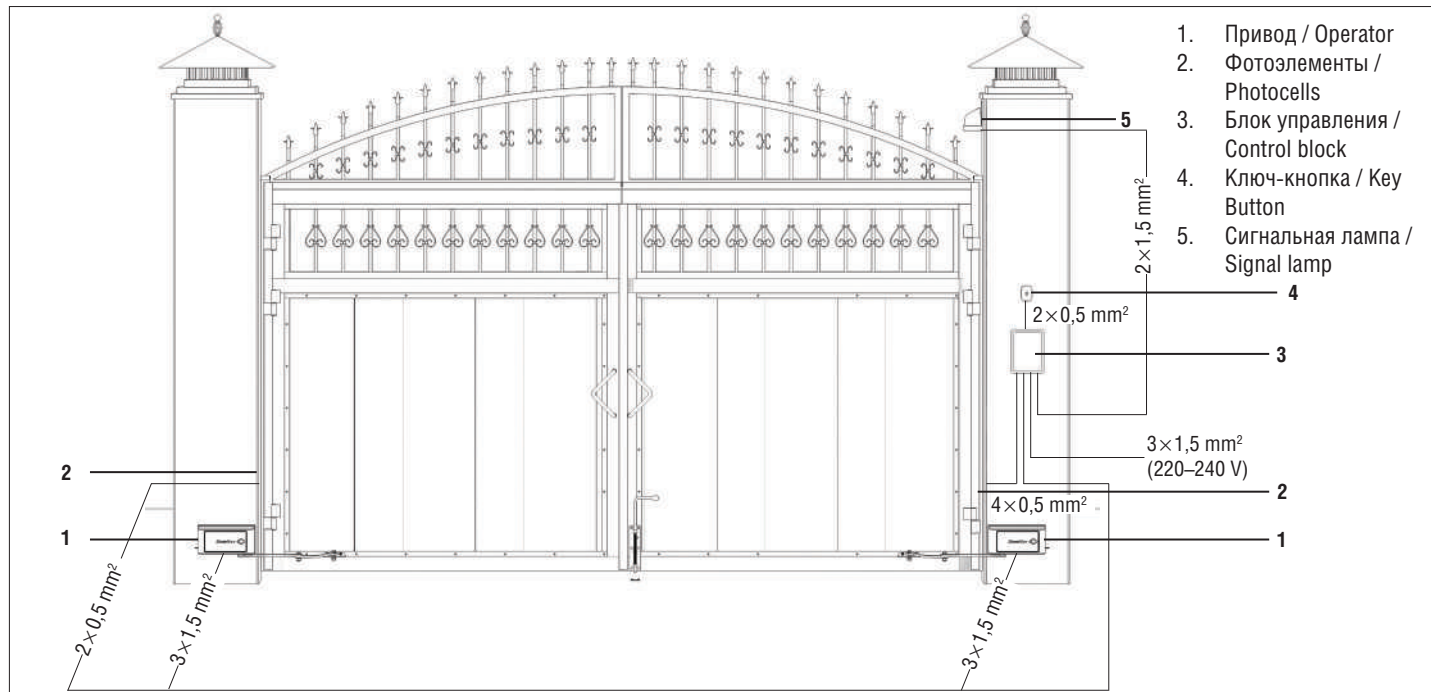 1. Привод / Operator
2. Фотоэлементы /
Photocells
3. Блок управления /
Control block
4. Ключ-кнопка / Key
Button
5. Сигнальная лампа /
Signal lamp
5
2×1,5 mm²
4
2×0,5 mm²
3
3×1,5 mm²
(220–240 V)
2
2
4×0,5 mm²
1
1
2×0,5 mm²
3×1,5 mm²
3×1,5 mm²